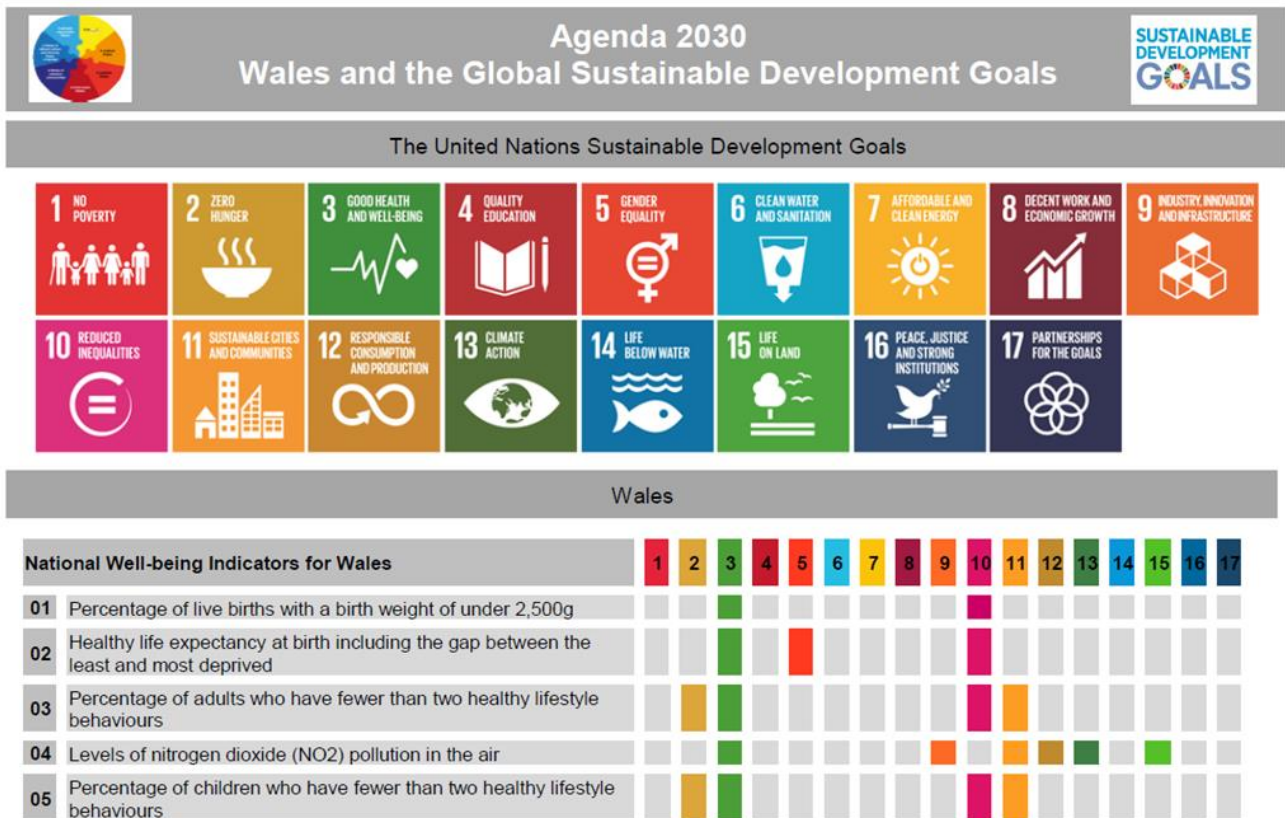 Agenda 2030
Wales and the Global Sustainable Development Goals
SUSTAINABLE
DEVELOPMENT
GOALS
The United Nations Sustainable Development Goals
1 NO
POVERTY
2 ZERO
HUNGER
3 GOOD HEALTH
AND WELL-BEING
4 QUALITY
EDUCATION
5 GENDER
EQUALITY
6 CLEAN WATER
AND SANITATION
7 AFFORDABLE AND
CLEAN ENERGY
8 DECENT WORK AND
ECONOMIC GROWTH
9 INDUSTRY, INNOVATION
AND INFRASTRUCTURE
10 REDUCED
INEQUALITIES
11 SUSTAINABLE CITIES
AND COMMUNITIES
12 RESPONSIBLE
CONSUMPTION
AND PRODUCTION
13 CLIMATE
ACTION
14 LIFE
BELOW WATER
15 LIFE
ON LAND
16 PEACE, JUSTICE
AND STRONG
INSTITUTIONS
17 PARTNERSHIPS
FOR THE GOALS
Wales
National Well-being Indicators for Wales 1 2 3 4 5 6 7 8 9 10 11 12 13 14 15 16 17
01 Percentage of live births with a birth weight of under 2,500g
02 Healthy life expectancy at birth including the gap between the
least and most deprived
03 Percentage of adults who have fewer than two healthy lifestyle
behaviours
04 Levels of nitrogen dioxide (NO2) pollution in the air
05 Percentage of children who have fewer than two healthy lifestyle
behaviours